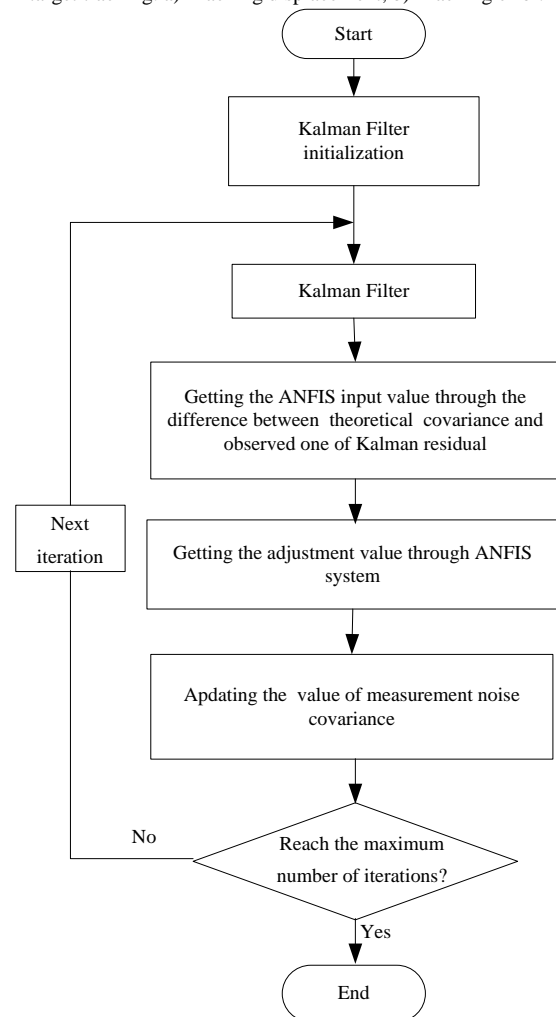 Start
Kalman Filter
initialization
Kalman Filter
Getting the ANFIS input value through the
difference between theoretical covariance and
observed one of Kalman residual
Next
iteration
Getting the adjustment value through ANFIS
system
Apdating the value of measurement noise
covariance
No
Reach the maximum
number of iterations?
Yes
End